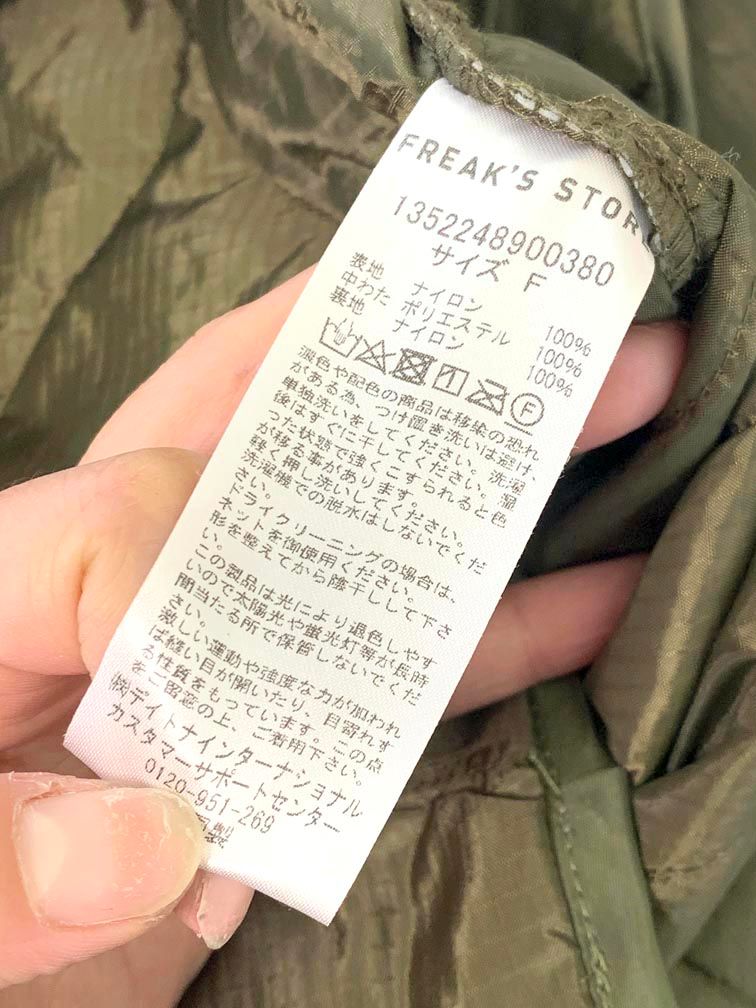 FREAK'S STOR
1352248900380
サイズ F
表地 ナイロン 100%
中わた ポリエステル 100%
裏地 ナイロン 100%
濃色や配色の商品は移染の恐れ
がある為、つけ置き洗いは避け、
単独洗いをしてください。洗濯
後はすぐに干してください。湿
った状態で強くこすられると色
が移る事があります。
軽く押し洗いしてください。
洗濯機での脱水はしないでくだ
さい。
ドライクリーニングの場合は、
ネットを御使用ください。
形を整えてから陰干しして下さ
い。
この製品は光により退色しやす
いので太陽光や蛍光灯等が長時
間当たる所で保管しないでくだ
さい。
激しい運動や強度な力が加われ
ば縫い目が開いたり、目寄れす
る性質をもっています。この点
をご認識の上、ご着用下さい。
㈱デイトナインターナショナル
カスタマーサポートセンター
0120-951-269